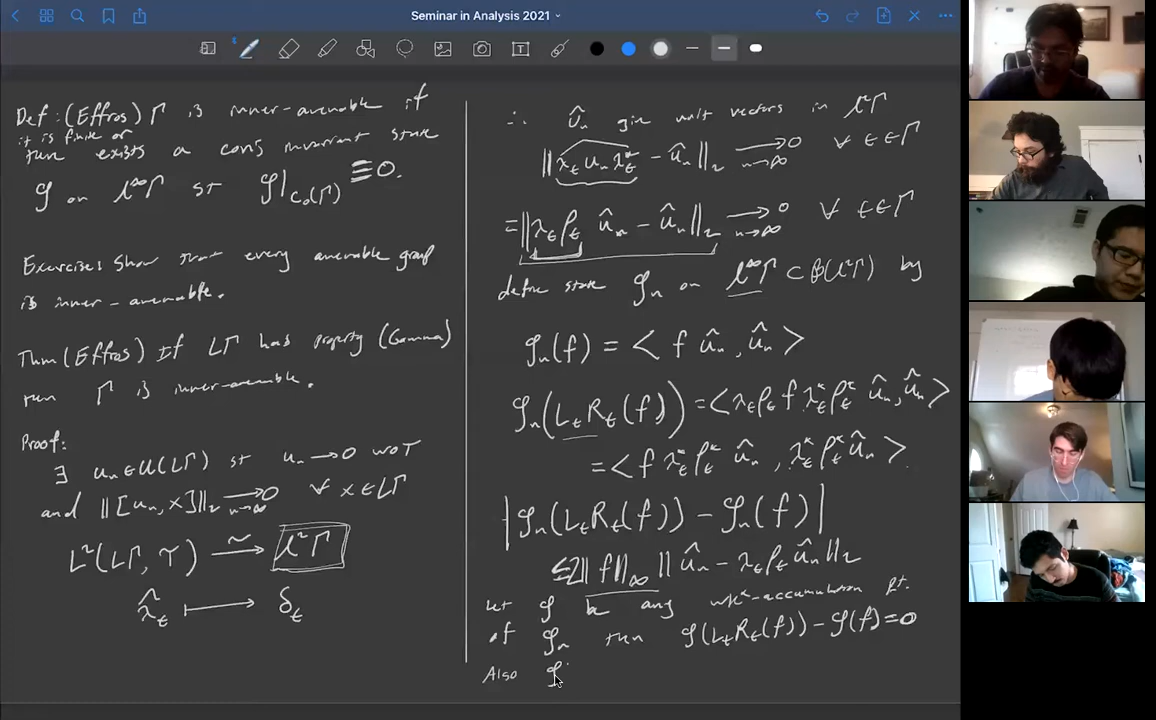 Seminar in Analysis 2021
Def: (Effros) Γ is inner-amenable if
it is finite or
there exists a conj invariant state
φ on ℓ^∞Γ st φ|_{C_0(Γ)} ≡ 0.
Exercise: Show that every amenable group
is inner-amenable.
Thm (Effros) If LΓ has property (Gamma)
then Γ is inner-amenable.
Proof:
∃ u_n ∈ U(LΓ) st u_n → 0 WOT
and ||[u_n, x]||_2 →_{n→∞} 0 ∀ x ∈ LΓ
L^2(LΓ, τ) ≃→ ℓ^2Γ
λ̂_t ↦ δ_t
∴ û_n give unit vectors in ℓ^2Γ
||\widehat{λ_t u_n λ_t^*} - û_n||_2 →_{n→∞} 0 ∀ t ∈ Γ
= ||λ_t ρ_t û_n - û_n||_2 →_{n→∞} 0 ∀ t ∈ Γ
define state φ_n on ℓ^∞Γ ⊂ B(ℓ^2Γ) by
φ_n(f) = < f û_n, û_n >
φ_n(L_t R_t(f)) = < λ_t ρ_t f λ_t^* ρ_t^* û_n, û_n >
= < f λ_t^* ρ_t^* û_n, λ_t^* ρ_t^* û_n >.
|φ_n(L_t R_t(f)) - φ_n(f)|
≤ 2||f||_∞ ||û_n - λ_t ρ_t û_n||_2
Let φ be any wk*-accumulation pt.
of φ_n then φ(L_t R_t(f)) - φ(f) = 0
Also φ